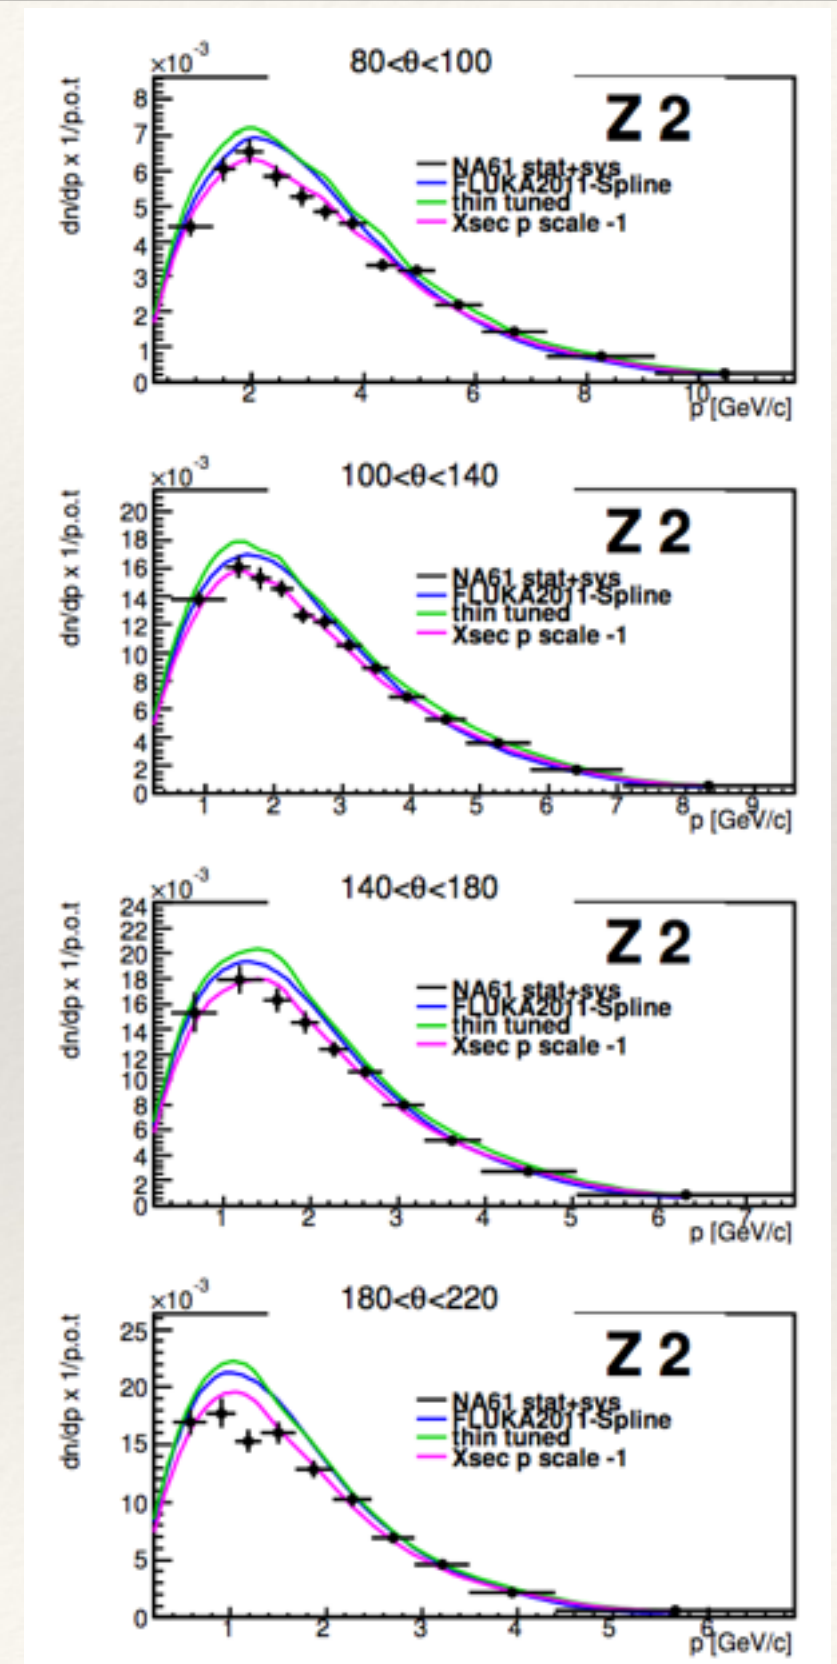 ×10⁻³
80<θ<100
dn/dp x 1/p.o.t
Z 2
NA61 stat+sys
FLUKA2011-Spline
thin tuned
Xsec p scale -1
8
7
6
5
4
3
2
1
0
2 4 6 8 10
p [GeV/c]
×10⁻³
100<θ<140
dn/dp x 1/p.o.t
Z 2
NA61 stat+sys
FLUKA2011-Spline
thin tuned
Xsec p scale -1
20
18
16
14
12
10
8
6
4
2
0
1 2 3 4 5 6 7 8 9
p [GeV/c]
×10⁻³
140<θ<180
dn/dp x 1/p.o.t
Z 2
NA61 stat+sys
FLUKA2011-Spline
thin tuned
Xsec p scale -1
24
22
20
18
16
14
12
10
8
6
4
2
0
1 2 3 4 5 6 7
p [GeV/c]
×10⁻³
180<θ<220
dn/dp x 1/p.o.t
Z 2
NA61 stat+sys
FLUKA2011-Spline
thin tuned
Xsec p scale -1
25
20
15
10
5
0
1 2 3 4 5 6
p [GeV/c]